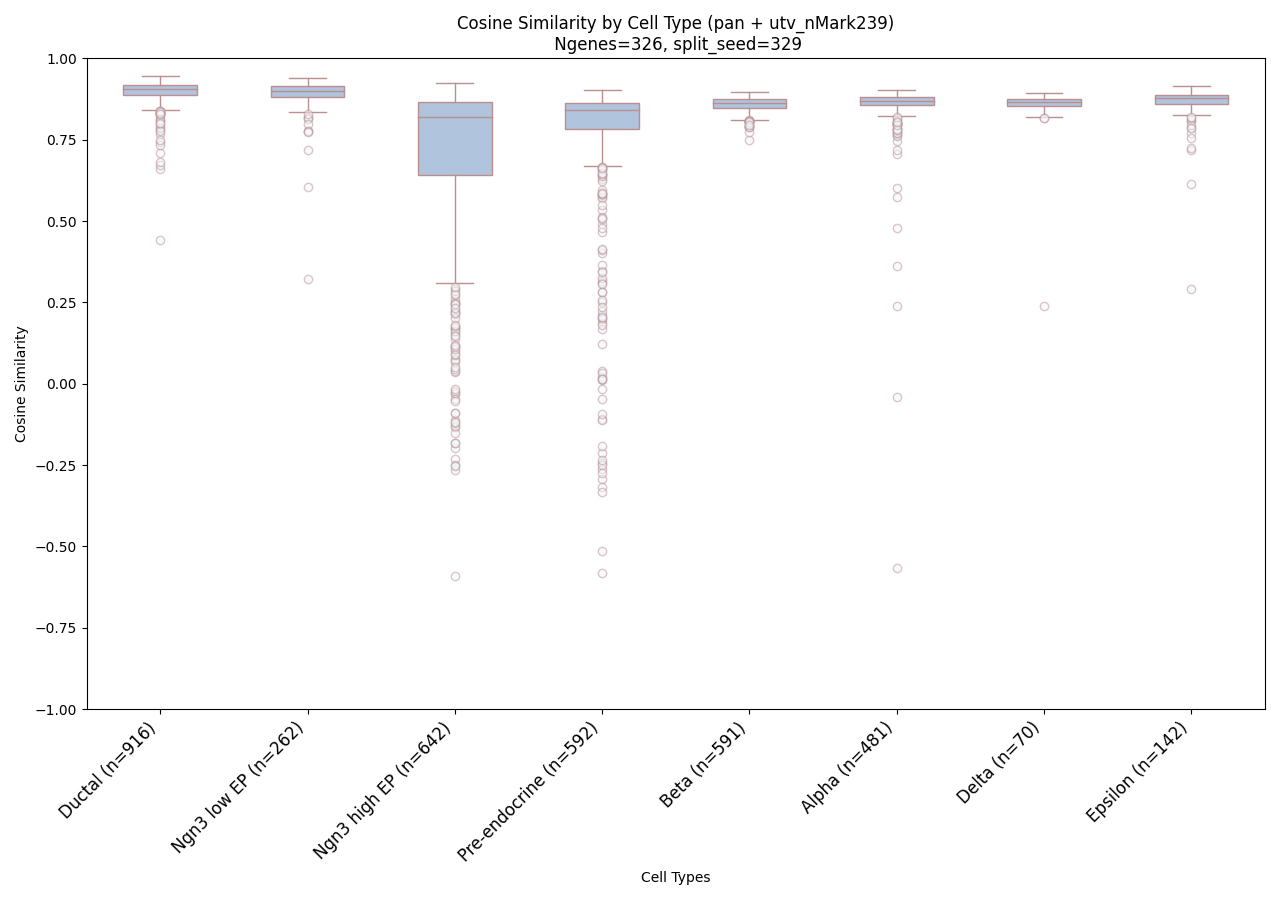 Cosine Similarity by Cell Type (pan + utv_nMark239)
Ngenes=326, split_seed=329
1.00
0.75
0.50
0.25
0.00
−0.25
−0.50
−0.75
−1.00
Cosine Similarity
Ductal (n=916)
Ngn3 low EP (n=262)
Ngn3 high EP (n=642)
Pre-endocrine (n=592)
Beta (n=591)
Alpha (n=481)
Delta (n=70)
Epsilon (n=142)
Cell Types